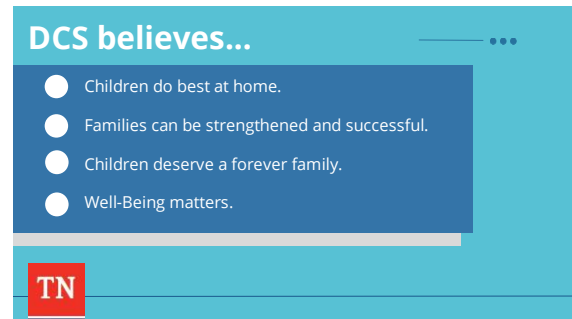 DCS believes...
Children do best at home.
Families can be strengthened and successful.
Children deserve a forever family.
Well-Being matters.
TN